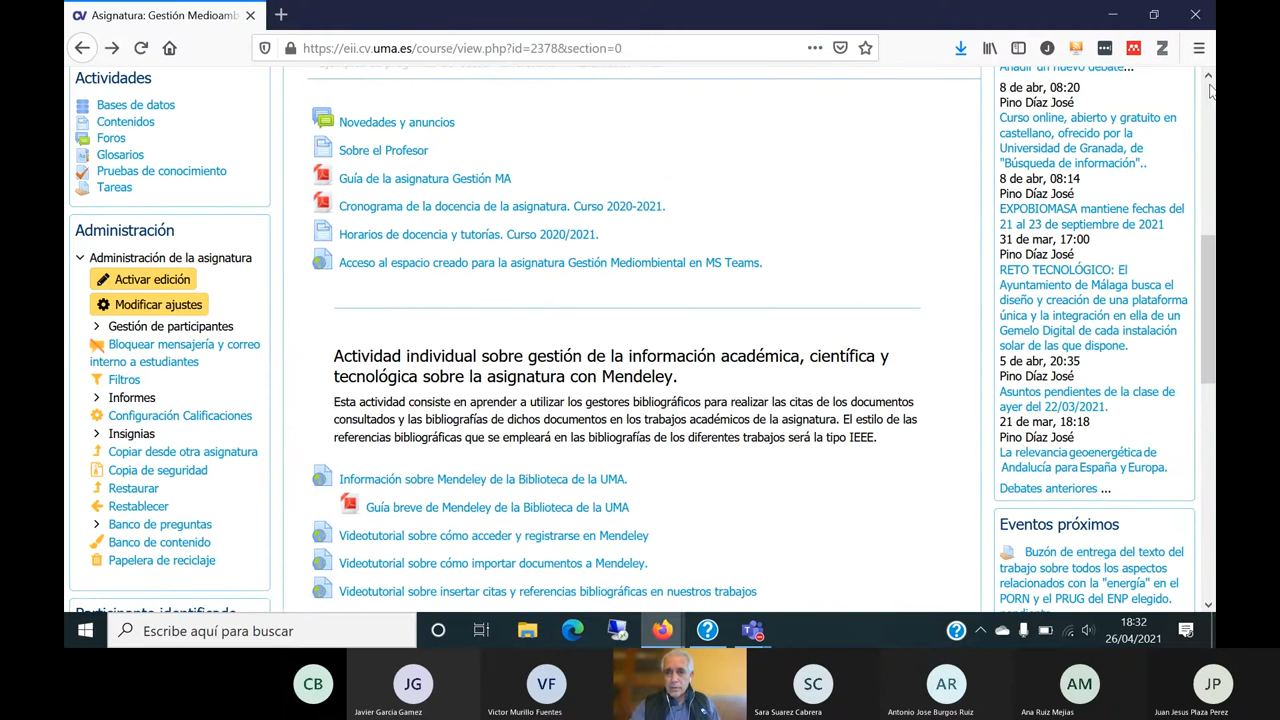 Asignatura: Gestión Medioamb
https://eii.cv.uma.es/course/view.php?id=2378&section=0
Actividades
Bases de datos
Contenidos
Foros
Glosarios
Pruebas de conocimiento
Tareas
Administración
Administración de la asignatura
Activar edición
Modificar ajustes
Gestión de participantes
Bloquear mensajería y correo
interno a estudiantes
Filtros
Informes
Configuración Calificaciones
Insignias
Copiar desde otra asignatura
Copia de seguridad
Restaurar
Restablecer
Banco de preguntas
Banco de contenido
Papelera de reciclaje
Participante identificado
Novedades y anuncios
Sobre el Profesor
Guía de la asignatura Gestión MA
Cronograma de la docencia de la asignatura. Curso 2020-2021.
Horarios de docencia y tutorías. Curso 2020/2021.
Acceso al espacio creado para la asignatura Gestión Mediombiental en MS Teams.
Actividad individual sobre gestión de la información académica, científica y
tecnológica sobre la asignatura con Mendeley.
Esta actividad consiste en aprender a utilizar los gestores bibliográficos para realizar las citas de los documentos
consultados y las bibliografías de dichos documentos en los trabajos académicos de la asignatura. El estilo de las
referencias bibliográficas que se empleará en las bibliografías de los diferentes trabajos será la tipo IEEE.
Información sobre Mendeley de la Biblioteca de la UMA.
Guía breve de Mendeley de la Biblioteca de la UMA
Videotutorial sobre cómo acceder y registrarse en Mendeley
Videotutorial sobre cómo importar documentos a Mendeley.
Videotutorial sobre insertar citas y referencias bibliográficas en nuestros trabajos
Añadir un nuevo debate...
8 de abr, 08:20
Pino Díaz José
Curso online, abierto y gratuito en
castellano, ofrecido por la
Universidad de Granada, de
"Búsqueda de información"..
8 de abr, 08:14
Pino Díaz José
EXPOBIOMASA mantiene fechas del
21 al 23 de septiembre de 2021
31 de mar, 17:00
Pino Díaz José
RETO TECNOLÓGICO: El
Ayuntamiento de Málaga busca el
diseño y creación de una plataforma
única y la integración en ella de un
Gemelo Digital de cada instalación
solar de las que dispone.
5 de abr, 20:35
Pino Díaz José
Asuntos pendientes de la clase de
ayer del 22/03/2021.
21 de mar, 18:18
Pino Díaz José
La relevancia geoenergética de
Andalucía para España y Europa.
Debates anteriores ...
Eventos próximos
Buzón de entrega del texto del
trabajo sobre todos los aspectos
relacionados con la "energía" en el
PORN y el PRUG del ENP elegido.
pendiente
Escribe aquí para buscar
18:32
26/04/2021
CB
JG
VF
SC
AR
AM
JP
Javier Garcia Gamez
Victor Murillo Fuentes
Sara Suarez Cabrera
Antonio Jose Burgos Ruiz
Ana Ruiz Mejias
Juan Jesus Plaza Perez